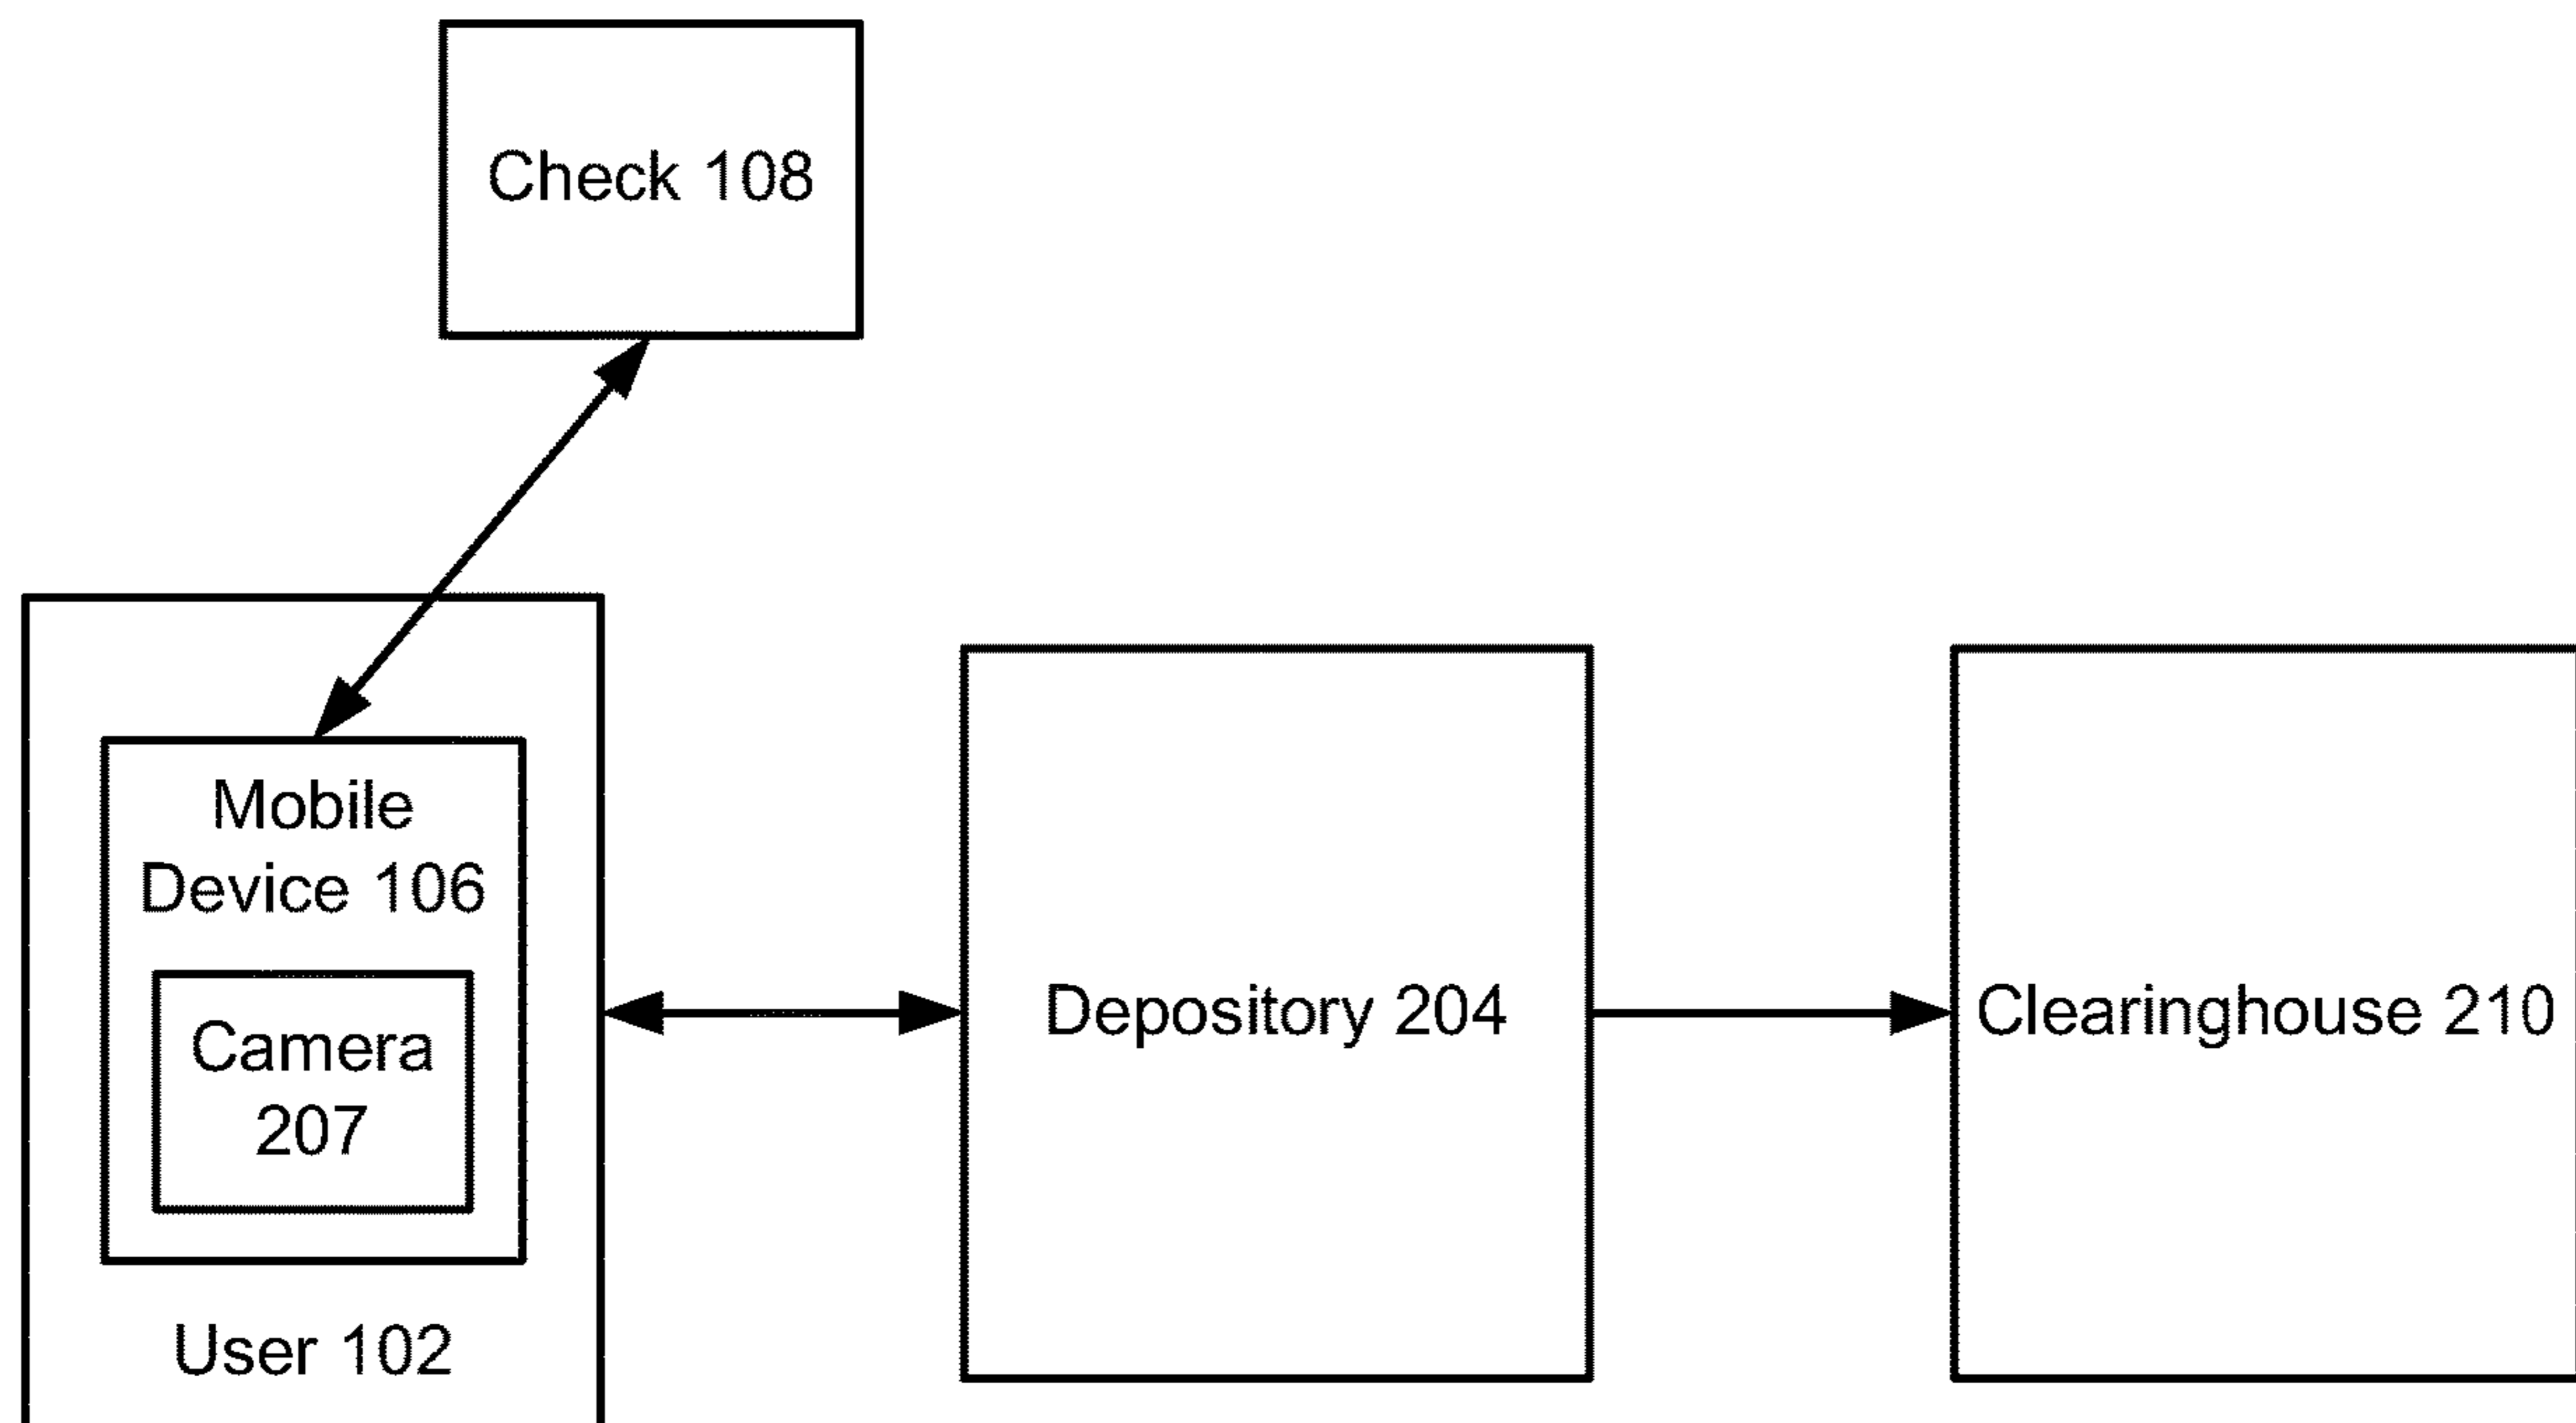 Check 108
Mobile
Device 106
Camera
207
User 102
Depository 204
Clearinghouse 210